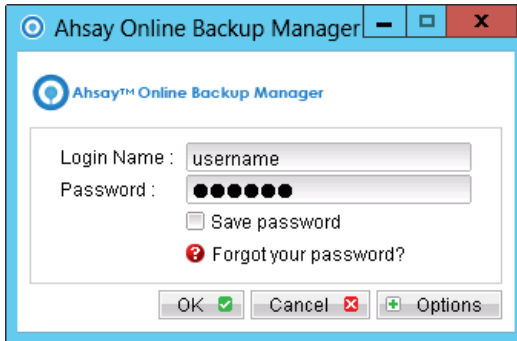 Ahsay Online Backup Manager
Ahsay™ Online Backup Manager
Login Name : username
Password : ●●●●●●
Save password
Forgot your password?
OK Cancel Options